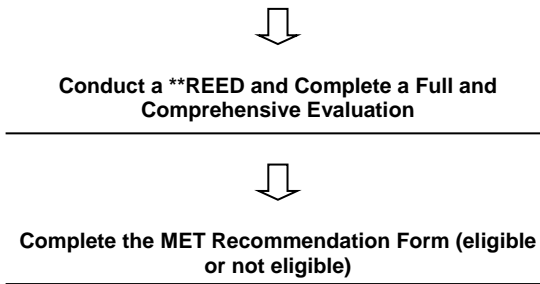 Conduct a **REED and Complete a Full and
Comprehensive Evaluation
Complete the MET Recommendation Form (eligible
or not eligible)